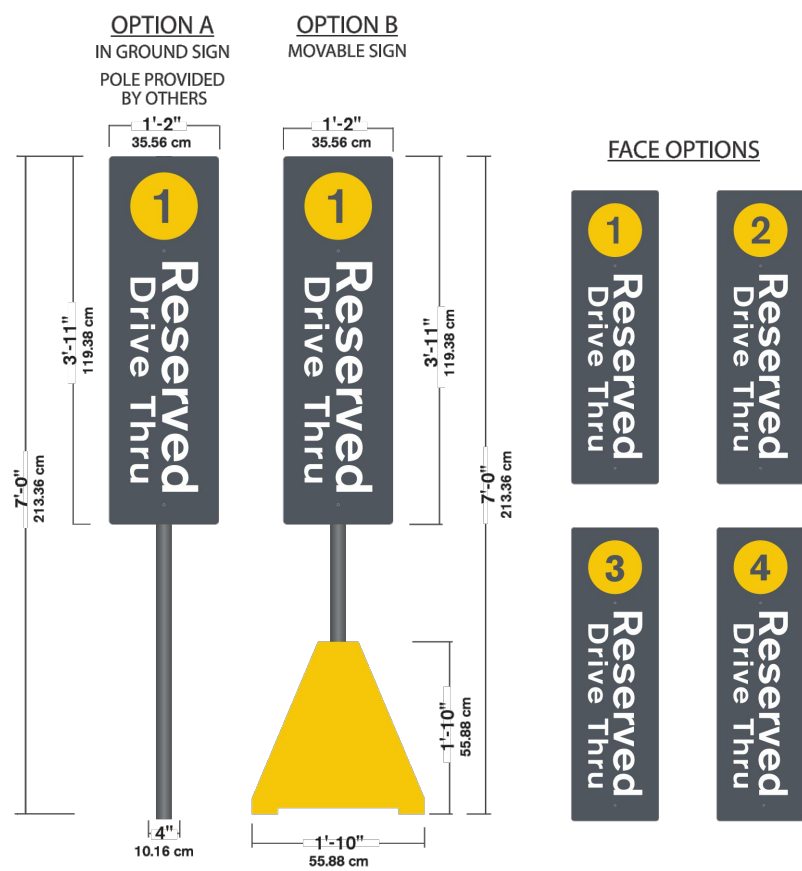 OPTION A
IN GROUND SIGN
POLE PROVIDED
BY OTHERS
1'-2"
35.56 cm
1
Reserved
Drive Thru
3'-11"
119.38 cm
7'-0"
213.36 cm
4"
10.16 cm
OPTION B
MOVABLE SIGN
1'-2"
35.56 cm
1
Reserved
Drive Thru
3'-11"
119.38 cm
7'-0"
213.36 cm
1'-10"
55.88 cm
1'-10"
55.88 cm
FACE OPTIONS
1
Reserved
Drive Thru
2
Reserved
Drive Thru
3
Reserved
Drive Thru
4
Reserved
Drive Thru